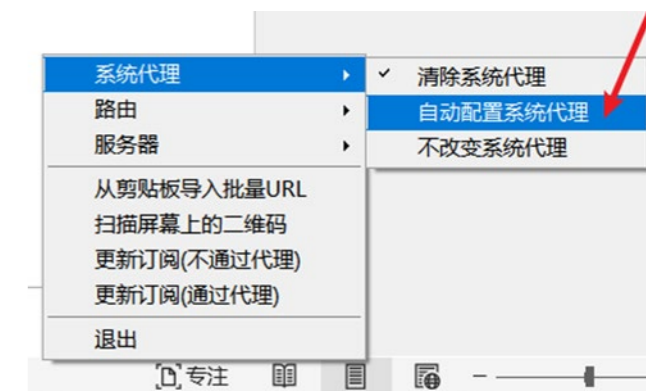 系统代理
路由
服务器
从剪贴板导入批量URL
扫描屏幕上的二维码
更新订阅(不通过代理)
更新订阅(通过代理)
退出
清除系统代理
自动配置系统代理
不改变系统代理
专注